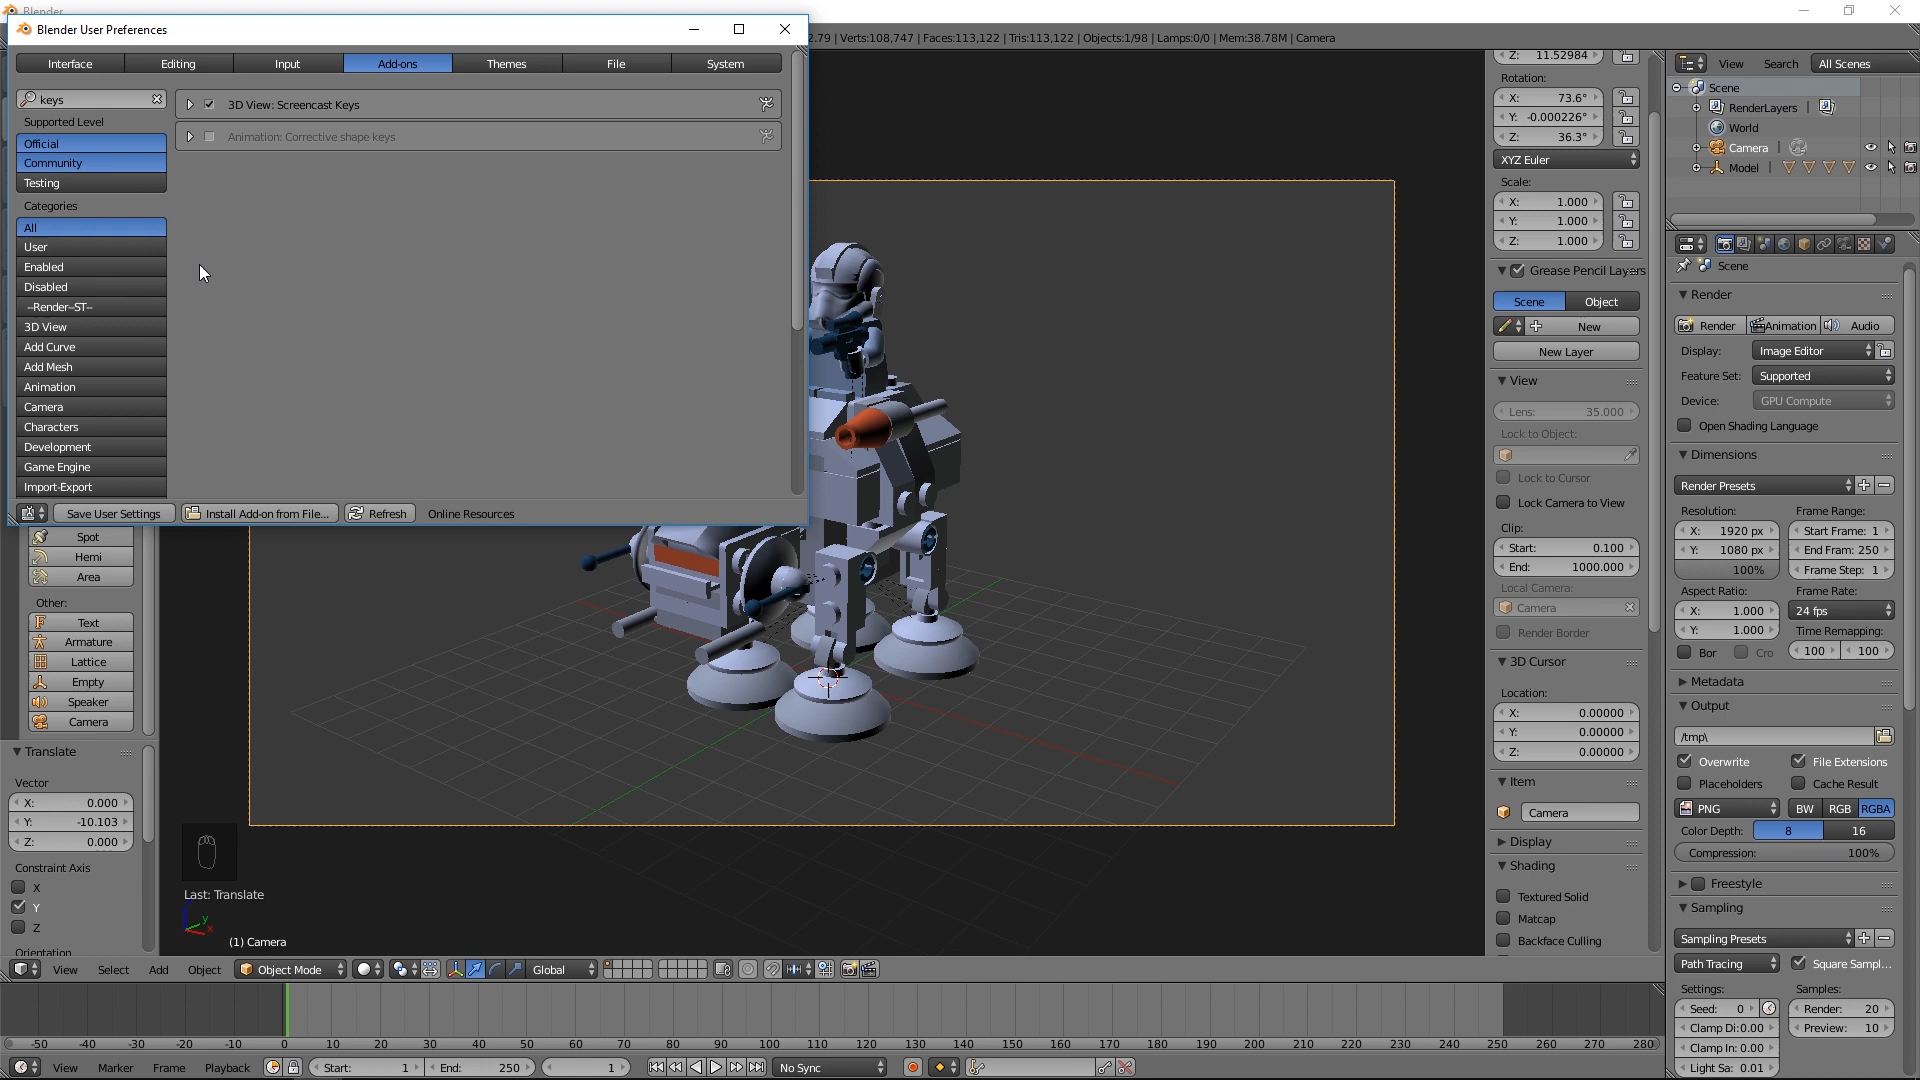 Blender
Blender User Preferences
2.79 | Verts:108,747 | Faces:113,122 | Tris:113,122 | Objects:1/98 | Lamps:0/0 | Mem:38.78M | Camera
Interface
Editing
Input
Add-ons
Themes
File
System
keys
Supported Level
Official
Community
Testing
Categories
All
User
Enabled
Disabled
--Render--ST--
3D View
Add Curve
Add Mesh
Animation
Camera
Characters
Development
Game Engine
Import-Export
3D View: Screencast Keys
Animation: Corrective shape keys
Save User Settings
Install Add-on from File...
Refresh
Online Resources
Spot
Hemi
Area
Other:
Text
Armature
Lattice
Empty
Speaker
Camera
Translate
Vector
X: 0.000
Y: -10.103
Z: 0.000
Constraint Axis
X
Y
Z
Orientation
Last: Translate
z
y
x
(1) Camera
Z: 11.52984
Rotation:
X: 73.6°
Y: -0.000226°
Z: 36.3°
XYZ Euler
Scale:
X: 1.000
Y: 1.000
Z: 1.000
Grease Pencil Layers
Scene
Object
New
New Layer
View
Lens: 35.000
Lock to Object:
Lock to Cursor
Lock Camera to View
Clip:
Start: 0.100
End: 1000.000
Local Camera:
Camera
Render Border
3D Cursor
Location:
X: 0.00000
Y: 0.00000
Z: 0.00000
Item
Camera
Display
Shading
Textured Solid
Matcap
Backface Culling
View
Search
All Scenes
Scene
RenderLayers
World
Camera
Model
Scene
Render
Render
Animation
Audio
Display: Image Editor
Feature Set: Supported
Device: GPU Compute
Open Shading Language
Dimensions
Render Presets
Resolution:
X: 1920 px
Y: 1080 px
100%
Frame Range:
Start Frame: 1
End Fram: 250
Frame Step: 1
Aspect Ratio:
X: 1.000
Y: 1.000
Frame Rate:
24 fps
Time Remapping:
100
100
Bor
Cro
Metadata
Output
/tmp\
Overwrite
File Extensions
Placeholders
Cache Result
PNG
BW
RGB
RGBA
Color Depth:
8
16
Compression: 100%
Freestyle
Sampling
Sampling Presets
Path Tracing
Square Sampl...
Settings:
Seed: 0
Clamp Di:0.00
Clamp In: 0.00
Light Sa: 0.01
Samples:
Render: 20
Preview: 10
View
Select
Add
Object
Object Mode
Global
-50 -40 -30 -20 -10 0 10 20 30 40 50 60 70 80 90 100 110 120 130 140 150 160 170 180 190 200 210 220 230 240 250 260 270 280
View
Marker
Frame
Playback
Start: 1
End: 250
1
No Sync